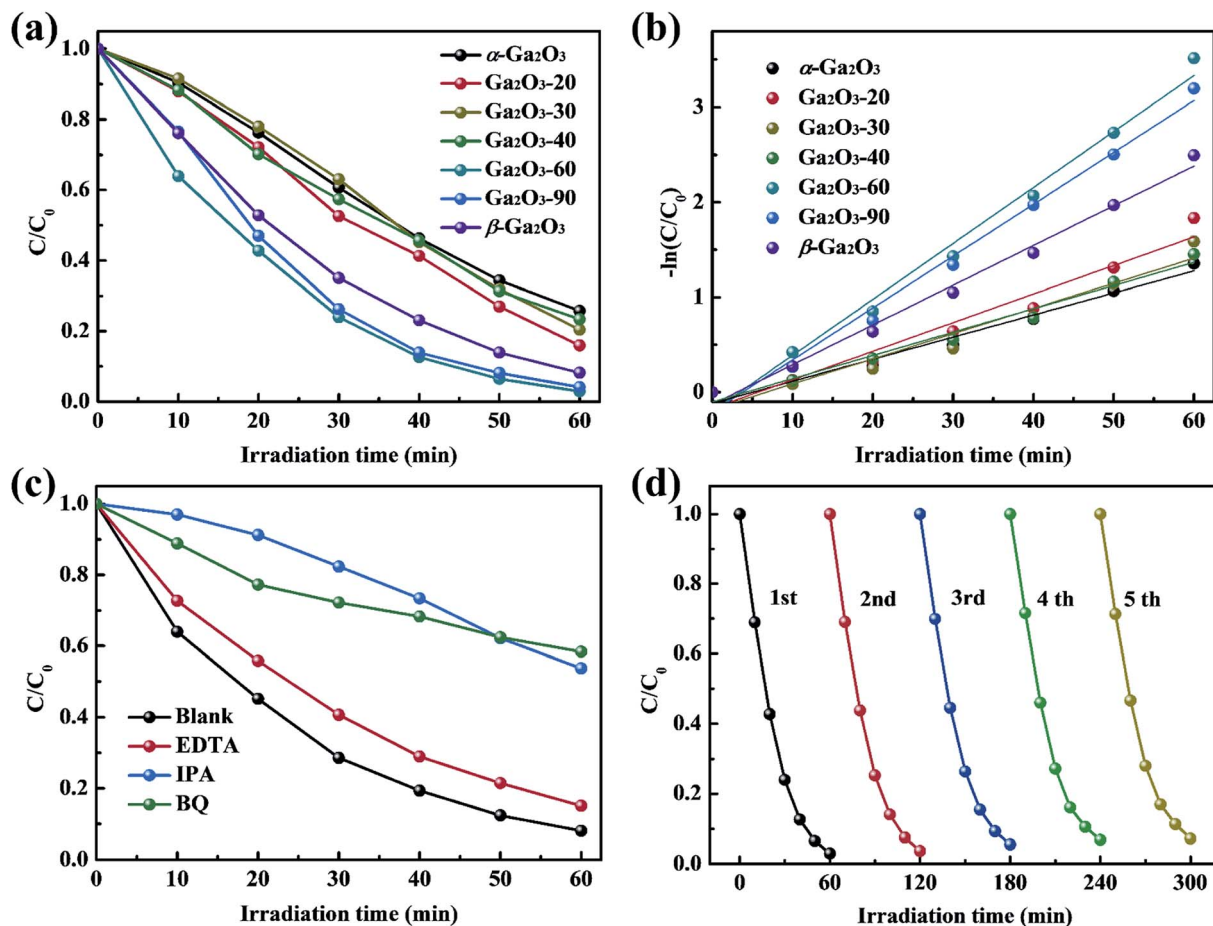 (a)
1.0
0.8
0.6
0.4
0.2
0.0
C/C0
α-Ga2O3
Ga2O3-20
Ga2O3-30
Ga2O3-40
Ga2O3-60
Ga2O3-90
β-Ga2O3
0 10 20 30 40 50 60
Irradiation time (min)
(b)
3
2
1
0
-ln(C/C0)
α-Ga2O3
Ga2O3-20
Ga2O3-30
Ga2O3-40
Ga2O3-60
Ga2O3-90
β-Ga2O3
0 10 20 30 40 50 60
Irradiation time (min)
(c)
1.0
0.8
0.6
0.4
0.2
0.0
C/C0
Blank
EDTA
IPA
BQ
0 10 20 30 40 50 60
Irradiation time (min)
(d)
1.0
0.8
0.6
0.4
0.2
0.0
C/C0
1st 2nd 3rd 4 th 5 th
0 60 120 180 240 300
Irradiation time (min)